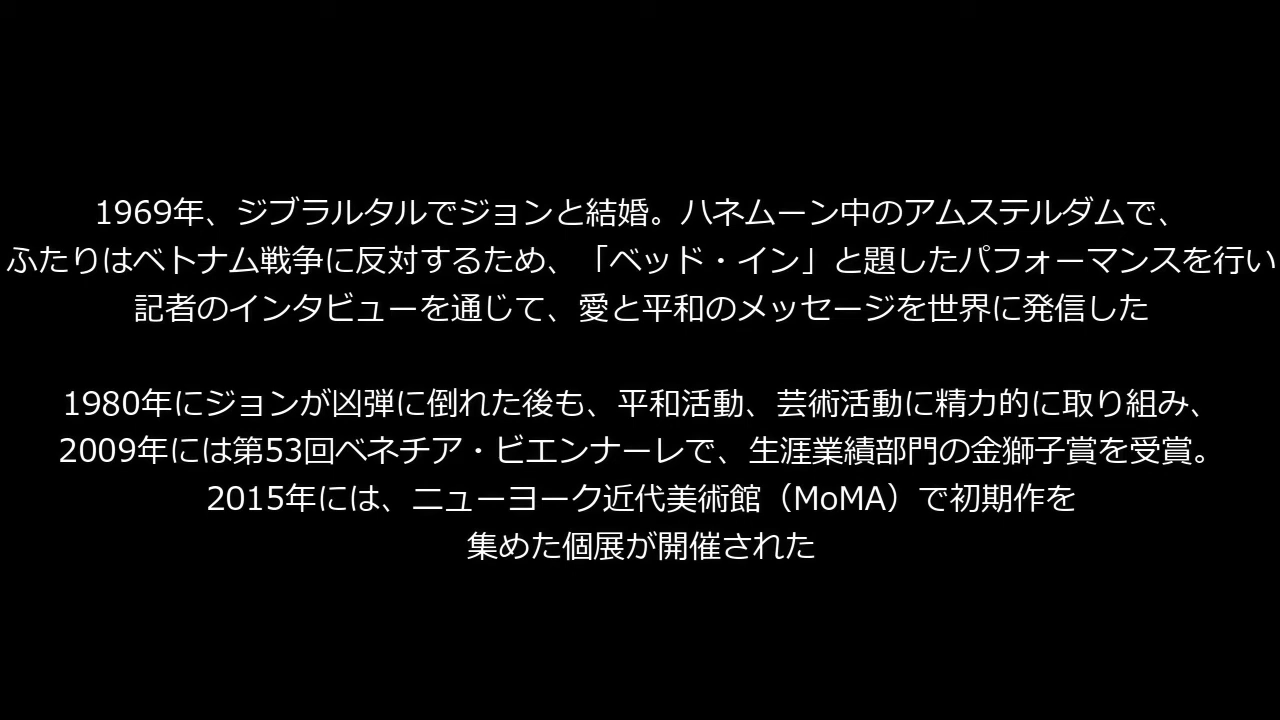 1969年、ジブラルタルでジョンと結婚。ハネムーン中のアムステルダムで、
ふたりはベトナム戦争に反対するため、「ベッド・イン」と題したパフォーマンスを行い
記者のインタビューを通じて、愛と平和のメッセージを世界に発信した
1980年にジョンが凶弾に倒れた後も、平和活動、芸術活動に精力的に取り組み、
2009年には第53回ベネチア・ビエンナーレで、生涯業績部門の金獅子賞を受賞。
2015年には、ニューヨーク近代美術館（MoMA）で初期作を
集めた個展が開催された